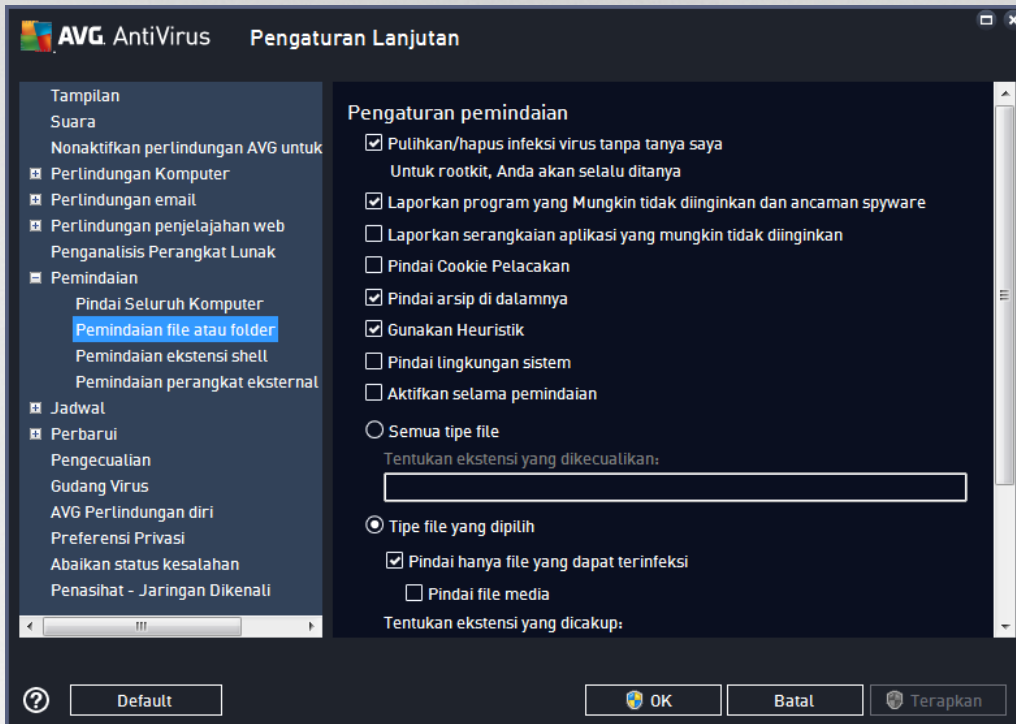 AVG AntiVirus
Pengaturan Lanjutan
Tampilan
Suara
Nonaktifkan perlindungan AVG untuk
Perlindungan Komputer
Perlindungan email
Perlindungan penjelajahan web
Penganalisis Perangkat Lunak
Pemindaian
Pindai Seluruh Komputer
Pemindaian file atau folder
Pemindaian ekstensi shell
Pemindaian perangkat eksternal
Jadwal
Perbarui
Pengecualian
Gudang Virus
AVG Perlindungan diri
Preferensi Privasi
Abaikan status kesalahan
Penasihat - Jaringan Dikenali
Pengaturan pemindaian
Pulihkan/hapus infeksi virus tanpa tanya saya
Untuk rootkit, Anda akan selalu ditanya
Laporkan program yang Mungkin tidak diinginkan dan ancaman spyware
Laporkan serangkaian aplikasi yang mungkin tidak diinginkan
Pindai Cookie Pelacakan
Pindai arsip di dalamnya
Gunakan Heuristik
Pindai lingkungan sistem
Aktifkan selama pemindaian
Semua tipe file
Tentukan ekstensi yang dikecualikan:
Tipe file yang dipilih
Pindai hanya file yang dapat terinfeksi
Pindai file media
Tentukan ekstensi yang dicakup:
? Default
OK
Batal
Terapkan